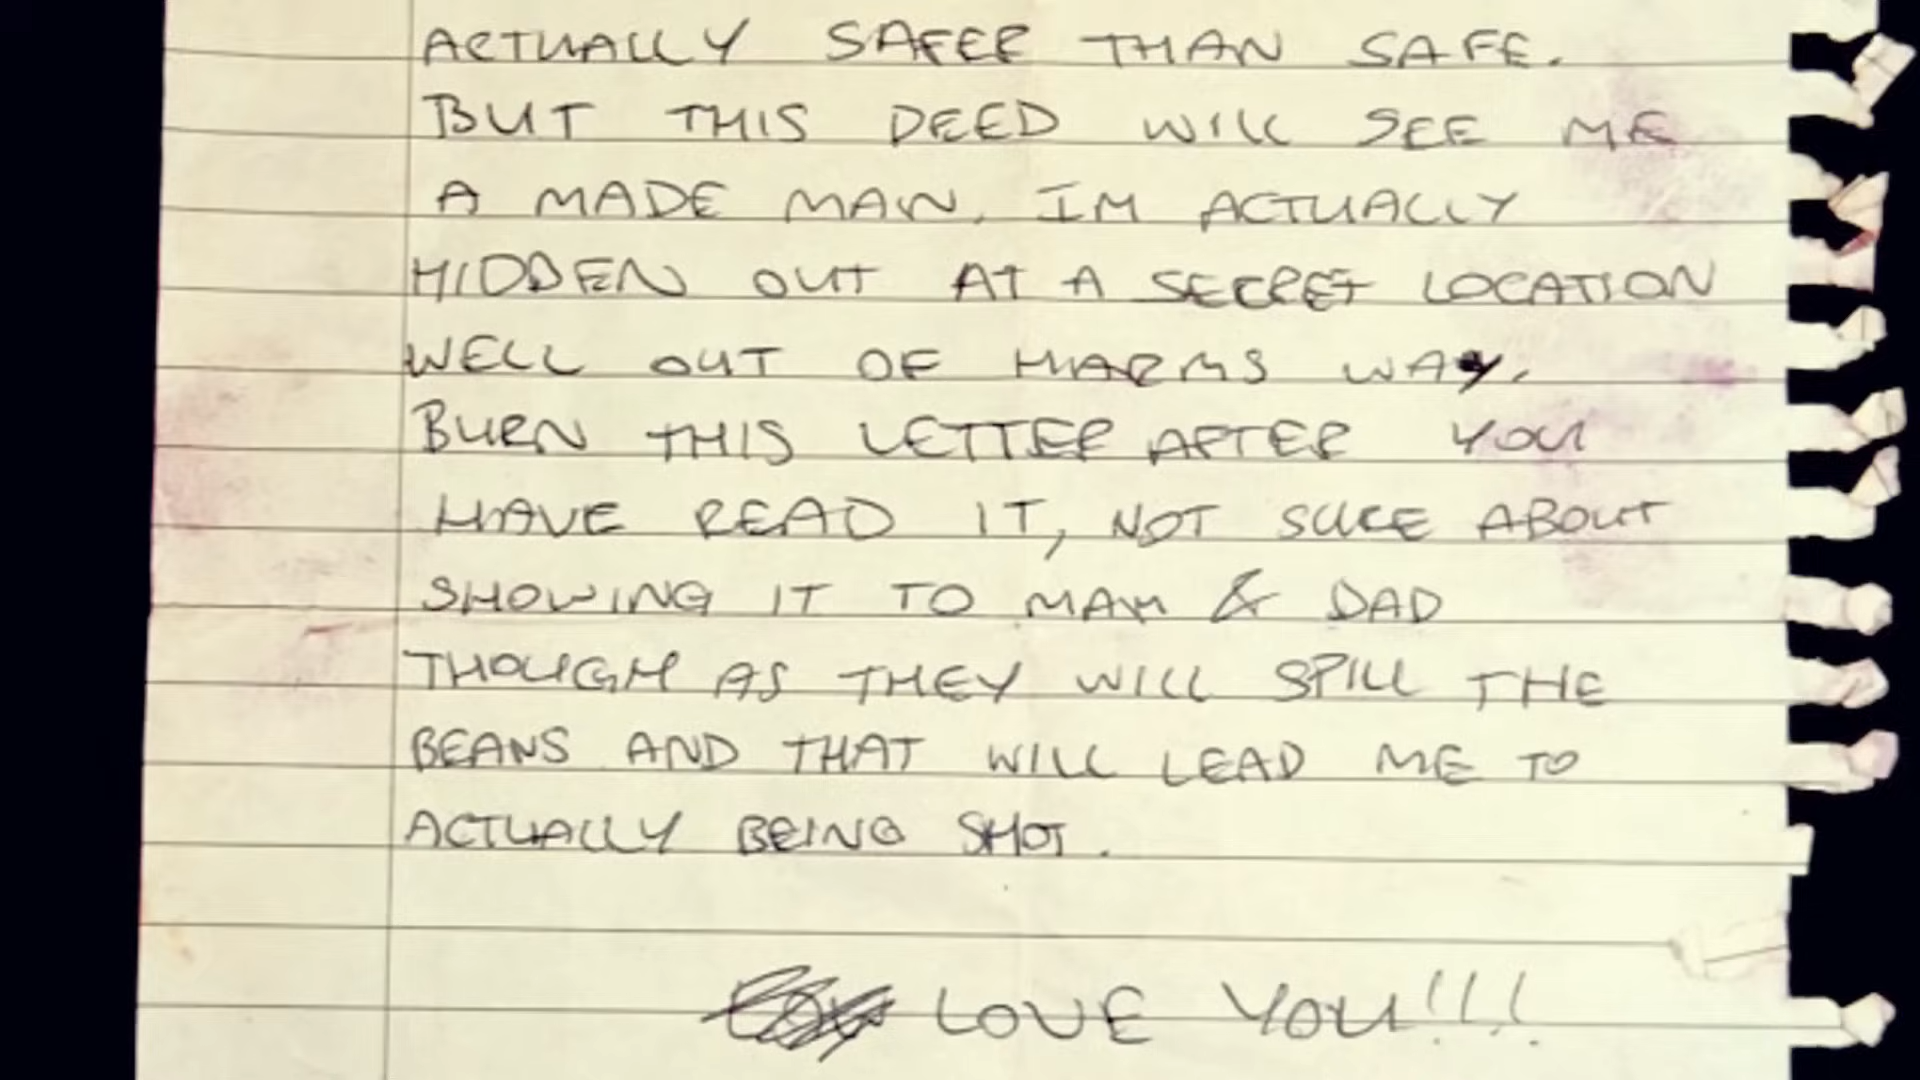 ACTUALLY SAFER THAN SAFE.
BUT THIS DEED WILL SEE ME
A MADE MAN. IM ACTUALLY
HIDDEN OUT AT A SECRET LOCATION
WELL OUT OF HARMS WAY.
BURN THIS LETTER AFTER YOU
HAVE READ IT, NOT SURE ABOUT
SHOWING IT TO MAM & DAD
THOUGH AS THEY WILL SPILL THE
BEANS AND THAT WILL LEAD ME TO
ACTUALLY BEING SHOT.
LOVE YOU!!!